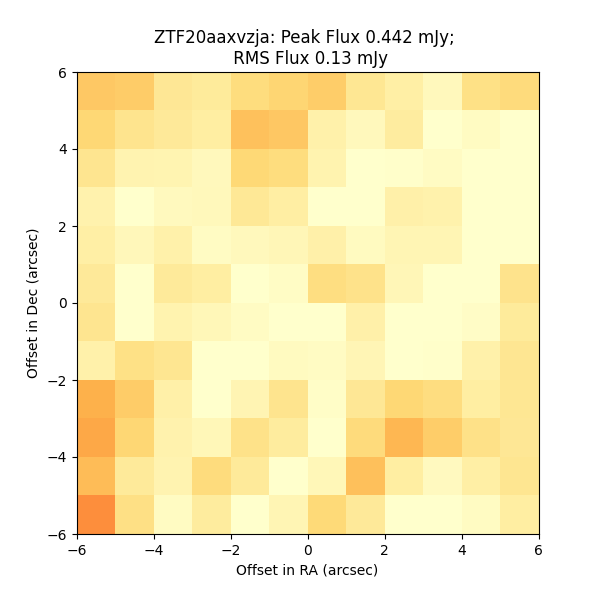 ZTF20aaxvzja: Peak Flux 0.442 mJy;
RMS Flux 0.13 mJy
6
4
2
0
−2
−4
−6
Offset in Dec (arcsec)
−6 −4 −2 0 2 4 6
Offset in RA (arcsec)